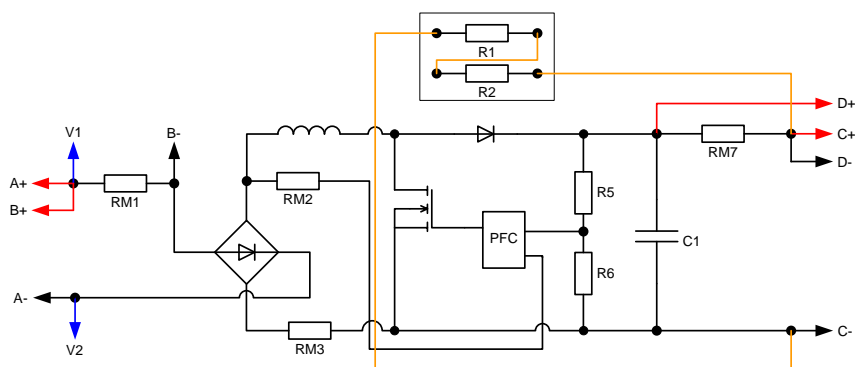 R1
R2
D+
V1
B-
C+
RM7
D-
A+
RM1
RM2
R5
B+
PFC
C1
R6
A-
V2
RM3
C-